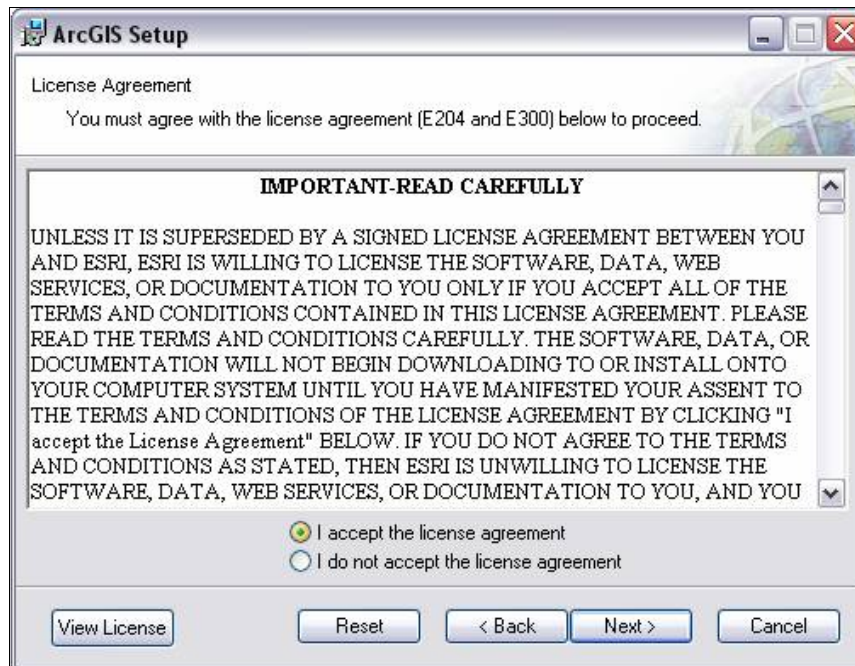 ArcGIS Setup
License Agreement
You must agree with the license agreement (E204 and E300) below to proceed.
IMPORTANT-READ CAREFULLY
UNLESS IT IS SUPERSEDED BY A SIGNED LICENSE AGREEMENT BETWEEN YOU
AND ESRI, ESRI IS WILLING TO LICENSE THE SOFTWARE, DATA, WEB
SERVICES, OR DOCUMENTATION TO YOU ONLY IF YOU ACCEPT ALL OF THE
TERMS AND CONDITIONS CONTAINED IN THIS LICENSE AGREEMENT. PLEASE
READ THE TERMS AND CONDITIONS CAREFULLY. THE SOFTWARE, DATA, OR
DOCUMENTATION WILL NOT BEGIN DOWNLOADING TO OR INSTALL ONTO
YOUR COMPUTER SYSTEM UNTIL YOU HAVE MANIFESTED YOUR ASSENT TO
THE TERMS AND CONDITIONS OF THE LICENSE AGREEMENT BY CLICKING "I
accept the License Agreement" BELOW. IF YOU DO NOT AGREE TO THE TERMS
AND CONDITIONS AS STATED, THEN ESRI IS UNWILLING TO LICENSE THE
SOFTWARE, DATA, WEB SERVICES, OR DOCUMENTATION TO YOU, AND YOU
I accept the license agreement
I do not accept the license agreement
View License Reset < Back Next > Cancel